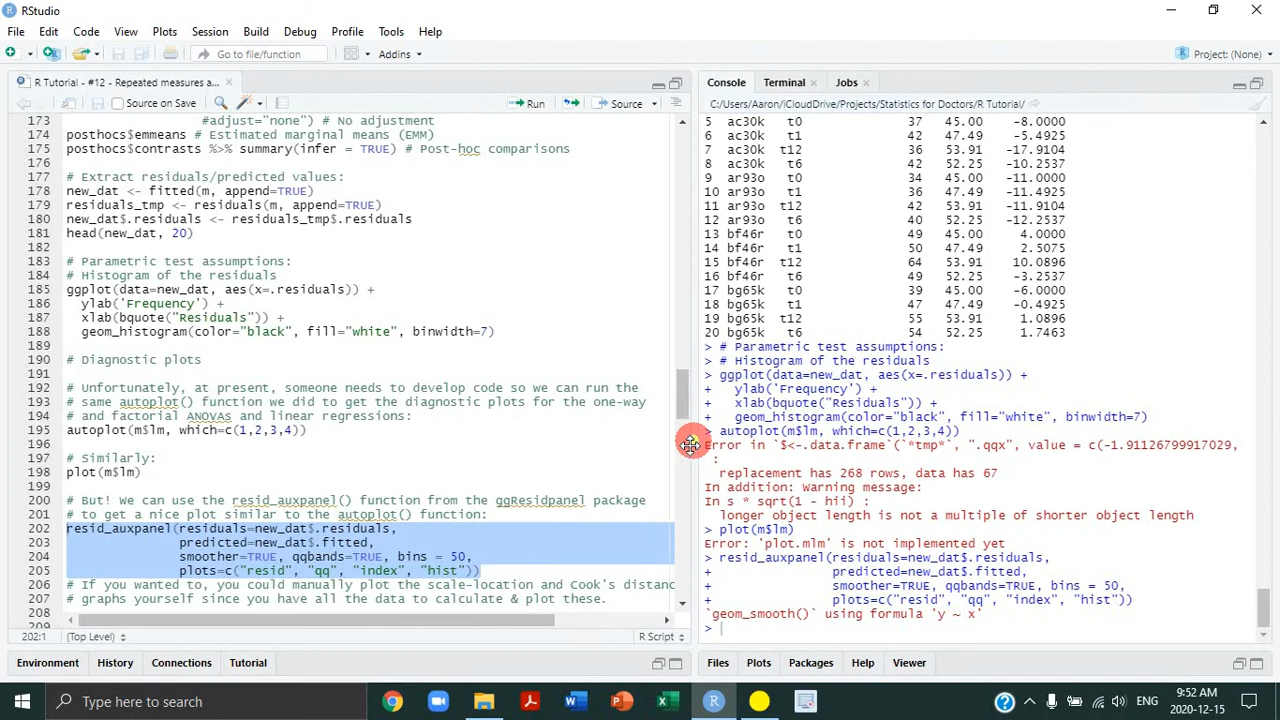 RStudio
File Edit Code View Plots Session Build Debug Profile Tools Help
Go to file/function Addins Project: (None)
R Tutorial - #12 - Repeated measures a...
Source on Save Run Source
173 #adjust="none") # No adjustment
174 posthocs$emmeans # Estimated marginal means (EMM)
175 posthocs$contrasts %>% summary(infer = TRUE) # Post-hoc comparisons
176
177 # Extract residuals/predicted values:
178 new_dat <- fitted(m, append=TRUE)
179 residuals_tmp <- residuals(m, append=TRUE)
180 new_dat$.residuals <- residuals_tmp$.residuals
181 head(new_dat, 20)
182
183 # Parametric test assumptions:
184 # Histogram of the residuals
185 ggplot(data=new_dat, aes(x=.residuals)) +
186 ylab('Frequency') +
187 xlab(bquote("Residuals")) +
188 geom_histogram(color="black", fill="white", binwidth=7)
189
190 # Diagnostic plots
191
192 # Unfortunately, at present, someone needs to develop code so we can run the
193 # same autoplot() function we did to get the diagnostic plots for the one-way
194 # and factorial ANOVAs and linear regressions:
195 autoplot(m$lm, which=c(1,2,3,4))
196
197 # Similarly:
198 plot(m$lm)
199
200 # But! We can use the resid_auxpanel() function from the ggResidpanel package
201 # to get a nice plot similar to the autoplot() function:
202 resid_auxpanel(residuals=new_dat$.residuals,
203 predicted=new_dat$.fitted,
204 smoother=TRUE, qqbands=TRUE, bins = 50,
205 plots=c("resid", "qq", "index", "hist"))
206 # If you wanted to, you could manually plot the scale-location and Cook's distanc
207 # graphs yourself since you have all the data to calculate & plot these.
208
209
202:1 (Top Level) R Script
Environment History Connections Tutorial
Console Terminal Jobs
C:/Users/Aaron/iCloudDrive/Projects/Statistics for Doctors/R Tutorial/
5 ac30k t0 37 45.00 -8.0000
6 ac30k t1 42 47.49 -5.4925
7 ac30k t12 36 53.91 -17.9104
8 ac30k t6 42 52.25 -10.2537
9 ar93o t0 34 45.00 -11.0000
10 ar93o t1 36 47.49 -11.4925
11 ar93o t12 42 53.91 -11.9104
12 ar93o t6 40 52.25 -12.2537
13 bf46r t0 49 45.00 4.0000
14 bf46r t1 50 47.49 2.5075
15 bf46r t12 64 53.91 10.0896
16 bf46r t6 49 52.25 -3.2537
17 bg65k t0 39 45.00 -6.0000
18 bg65k t1 47 47.49 -0.4925
19 bg65k t12 55 53.91 1.0896
20 bg65k t6 54 52.25 1.7463
> # Parametric test assumptions:
> # Histogram of the residuals
> ggplot(data=new_dat, aes(x=.residuals)) +
+ ylab('Frequency') +
+ xlab(bquote("Residuals")) +
+ geom_histogram(color="black", fill="white", binwidth=7)
> autoplot(m$lm, which=c(1,2,3,4))
Error in `$<-.data.frame`(`*tmp*`, ".qqx", value = c(-1.91126799917029,
:
replacement has 268 rows, data has 67
In addition: Warning message:
In s * sqrt(1 - hii) :
longer object length is not a multiple of shorter object length
> plot(m$lm)
Error: 'plot.mlm' is not implemented yet
> resid_auxpanel(residuals=new_dat$.residuals,
+ predicted=new_dat$.fitted,
+ smoother=TRUE, qqbands=TRUE, bins = 50,
+ plots=c("resid", "qq", "index", "hist"))
`geom_smooth()` using formula 'y ~ x'
>
Files Plots Packages Help Viewer
Type here to search
ENG
9:52 AM
2020-12-15